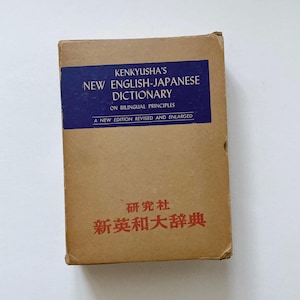 KENKYUSHA'S
NEW ENGLISH-JAPANESE
DICTIONARY
ON BILINGUAL PRINCIPLES
A NEW EDITION REVISED AND ENLARGED
研究社
新英和大辞典